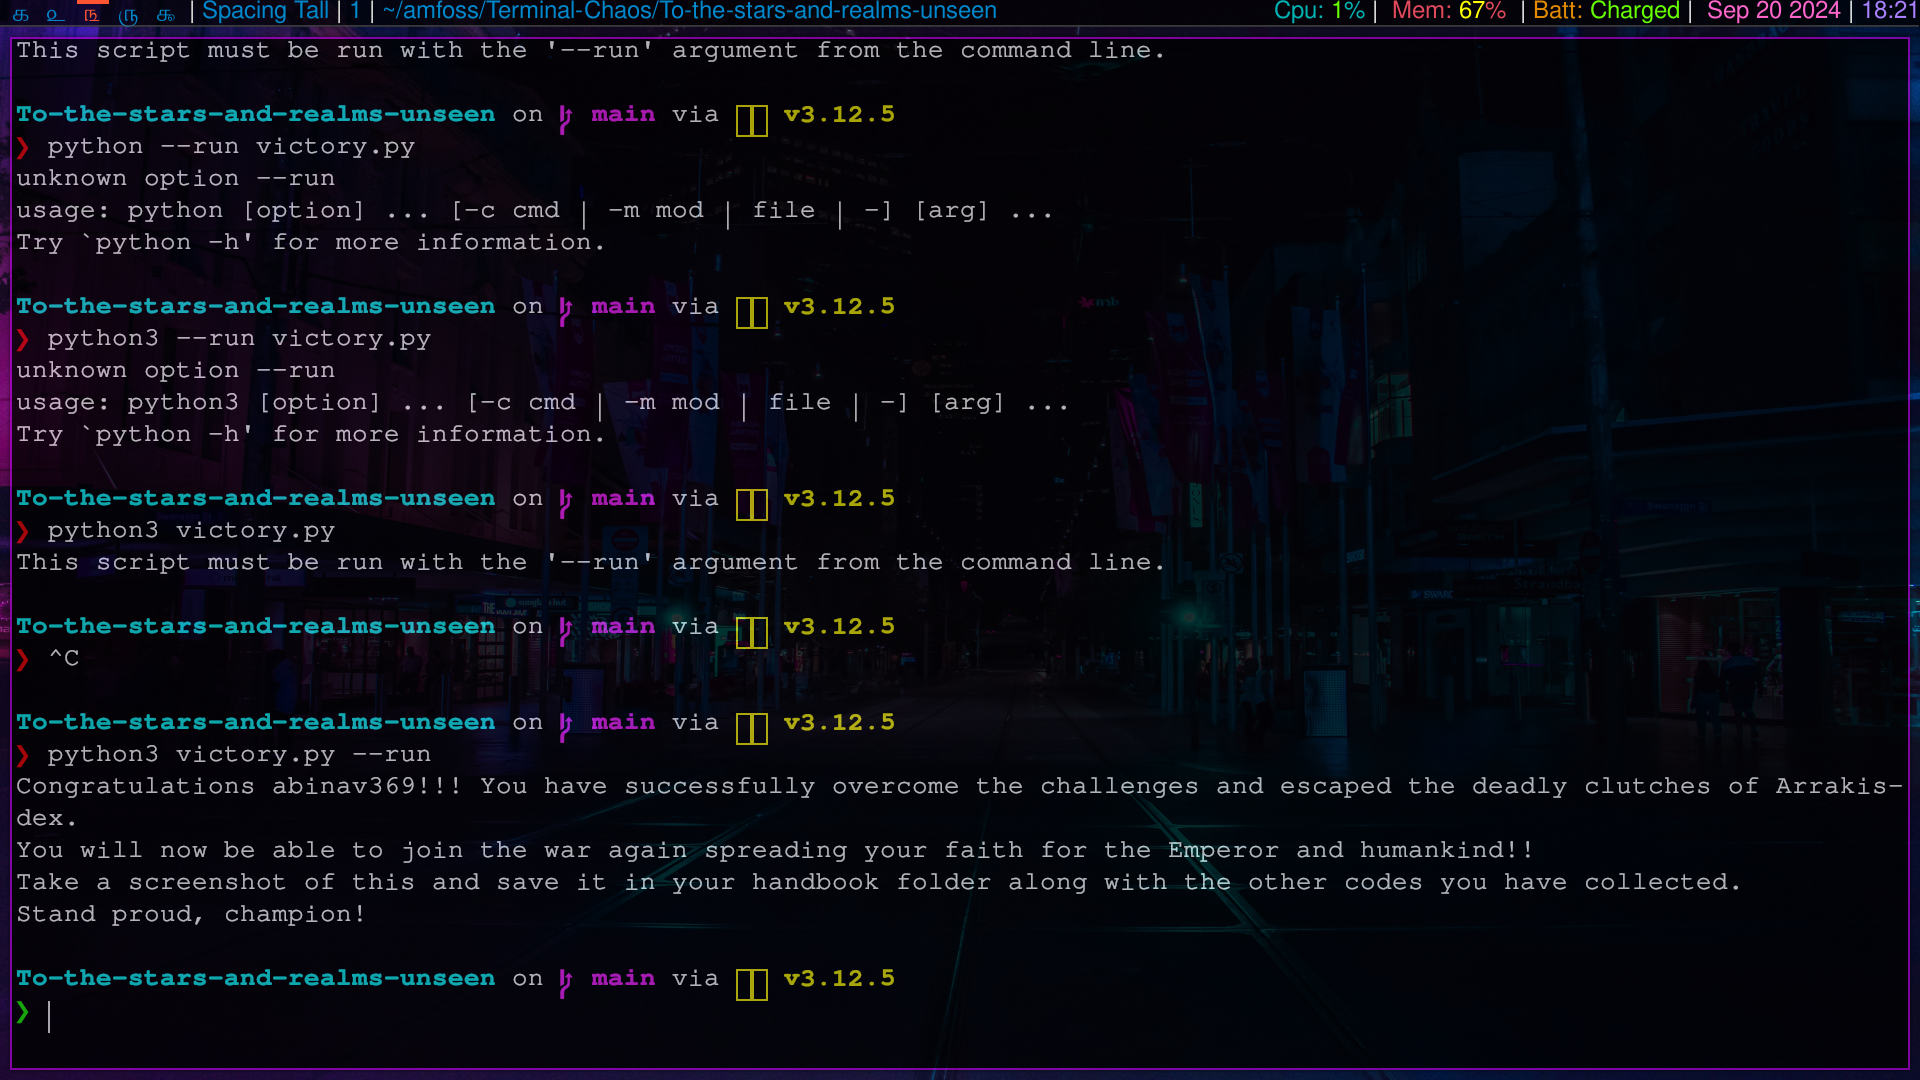 க உ ந ரு சு | Spacing Tall | 1 | ~/amfoss/Terminal-Chaos/To-the-stars-and-realms-unseen Cpu: 1% | Mem: 67% | Batt: Charged | Sep 20 2024 | 18:21
This script must be run with the '--run' argument from the command line.
To-the-stars-and-realms-unseen on main via v3.12.5
❯ python --run victory.py
unknown option --run
usage: python [option] ... [-c cmd | -m mod | file | -] [arg] ...
Try `python -h' for more information.
To-the-stars-and-realms-unseen on main via v3.12.5
❯ python3 --run victory.py
unknown option --run
usage: python3 [option] ... [-c cmd | -m mod | file | -] [arg] ...
Try `python -h' for more information.
To-the-stars-and-realms-unseen on main via v3.12.5
❯ python3 victory.py
This script must be run with the '--run' argument from the command line.
To-the-stars-and-realms-unseen on main via v3.12.5
❯ ^C
To-the-stars-and-realms-unseen on main via v3.12.5
❯ python3 victory.py --run
Congratulations abinav369!!! You have successfully overcome the challenges and escaped the deadly clutches of Arrakis-
dex.
You will now be able to join the war again spreading your faith for the Emperor and humankind!!
Take a screenshot of this and save it in your handbook folder along with the other codes you have collected.
Stand proud, champion!
To-the-stars-and-realms-unseen on main via v3.12.5
❯